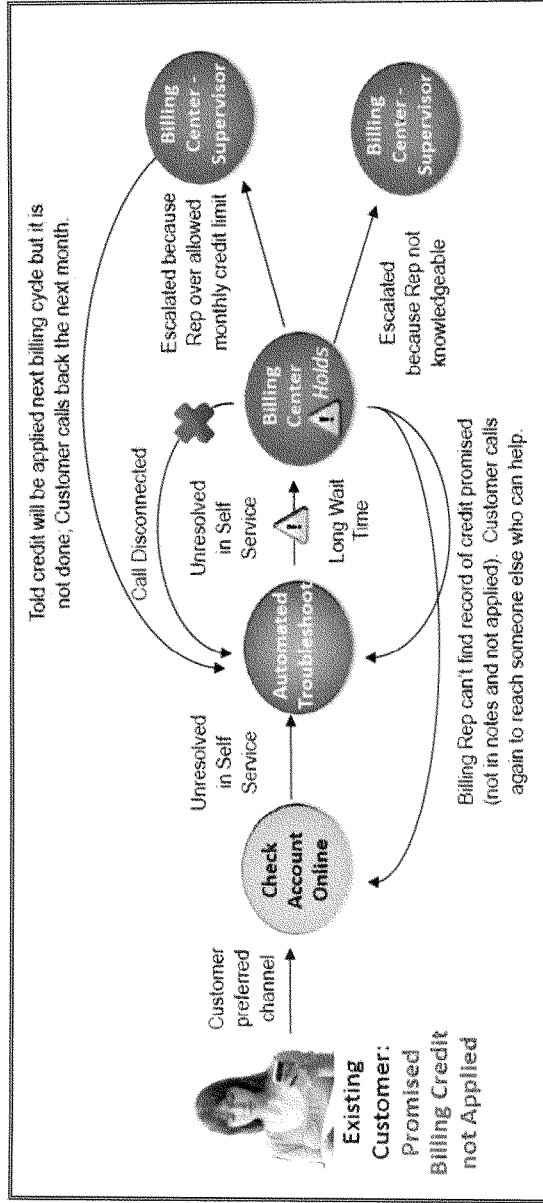 Told credit will be applied next billing cycle but it is
not done; Customer calls back the next month.
Call Disconnected
Customer
preferred
channel
Unresolved
in Self
Service
Unresolved
in Self
Service
Long Wait
Time
Escalated because
Rep over allowed
monthly credit limit
Escalated
because Rep not
knowledgeable
Existing
Customer:
Promised
Billing Credit
not Applied
Check
Account
Online
Automated
Troubleshoot
Billing
Center
Holds
Billing
Center -
Supervisor
Billing
Center -
Supervisor
Billing Rep can't find record of credit promised
(not in notes and not applied). Customer calls
again to reach someone else who can help.